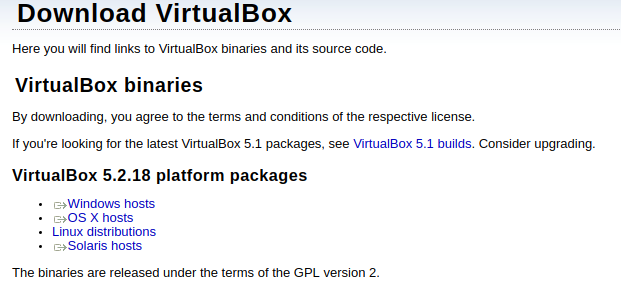 Download VirtualBox
Here you will find links to VirtualBox binaries and its source code.
VirtualBox binaries
By downloading, you agree to the terms and conditions of the respective license.
If you're looking for the latest VirtualBox 5.1 packages, see VirtualBox 5.1 builds. Consider upgrading.
VirtualBox 5.2.18 platform packages
Windows hosts
OS X hosts
Linux distributions
Solaris hosts
The binaries are released under the terms of the GPL version 2.